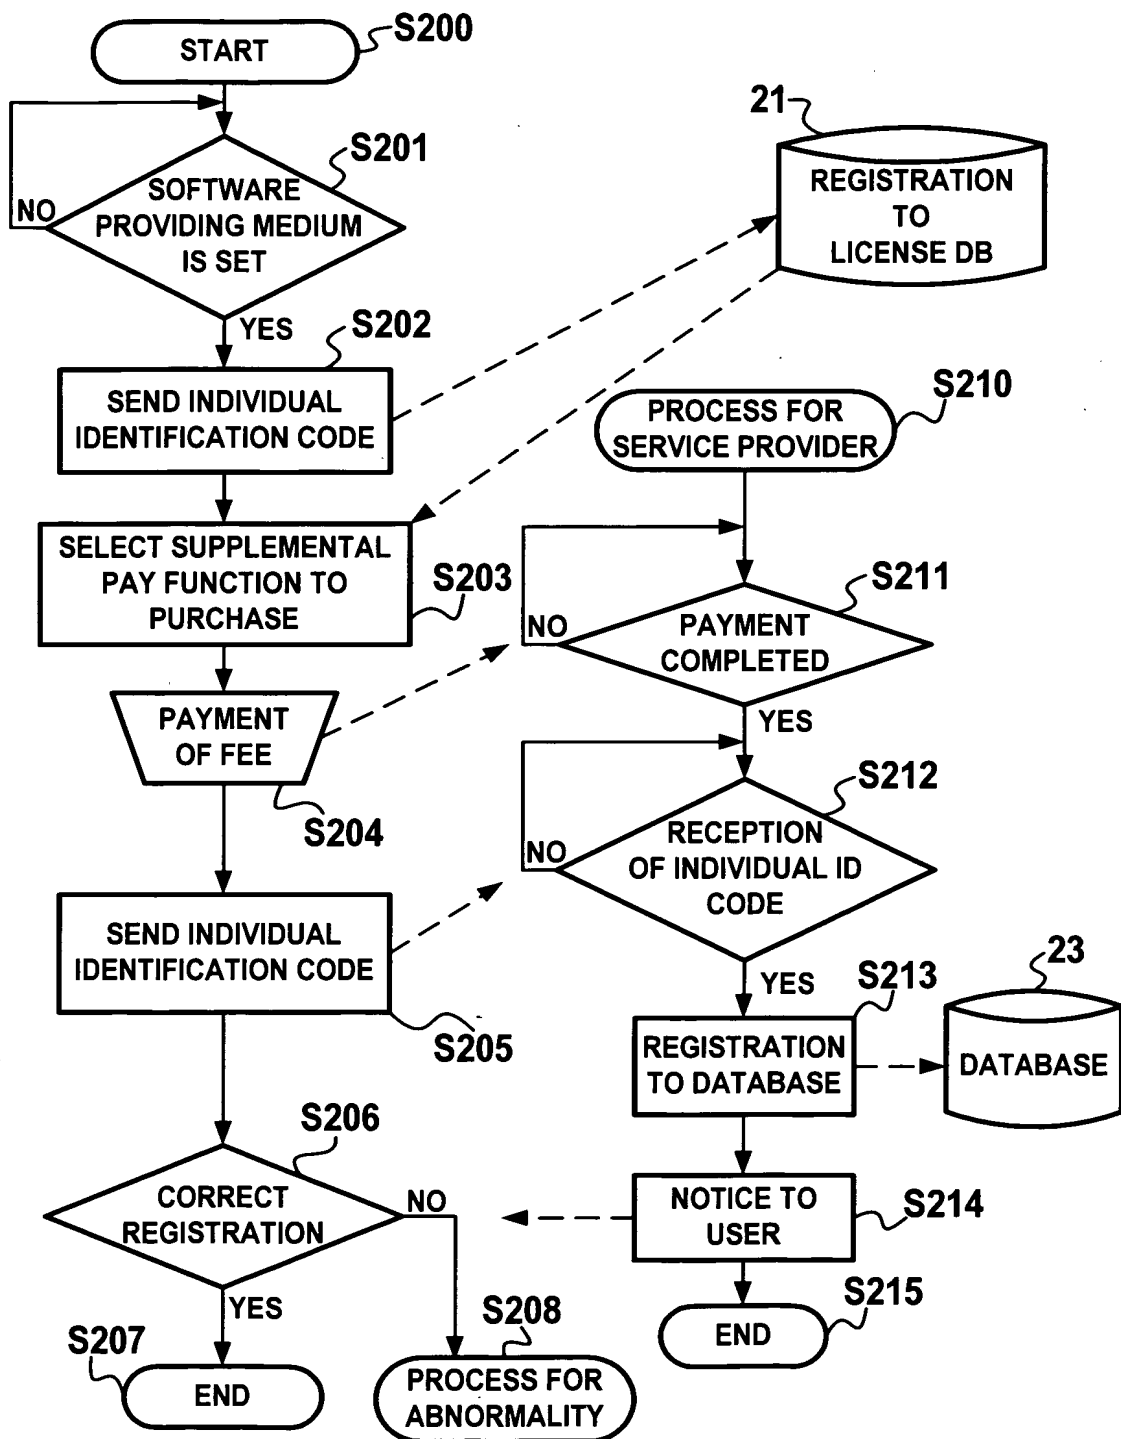 START
S200
S201
SOFTWARE
PROVIDING MEDIUM
IS SET
NO
YES
S202
SEND INDIVIDUAL
IDENTIFICATION CODE
SELECT SUPPLEMENTAL
PAY FUNCTION TO
PURCHASE
S203
PAYMENT
OF FEE
S204
SEND INDIVIDUAL
IDENTIFICATION CODE
S205
S206
CORRECT
REGISTRATION
NO
YES
S207
END
S208
PROCESS FOR
ABNORMALITY
21
REGISTRATION
TO
LICENSE DB
S210
PROCESS FOR
SERVICE PROVIDER
S211
PAYMENT
COMPLETED
NO
YES
S212
RECEPTION
OF INDIVIDUAL ID
CODE
NO
YES
S213
REGISTRATION
TO DATABASE
23
DATABASE
NOTICE TO
USER
S214
S215
END